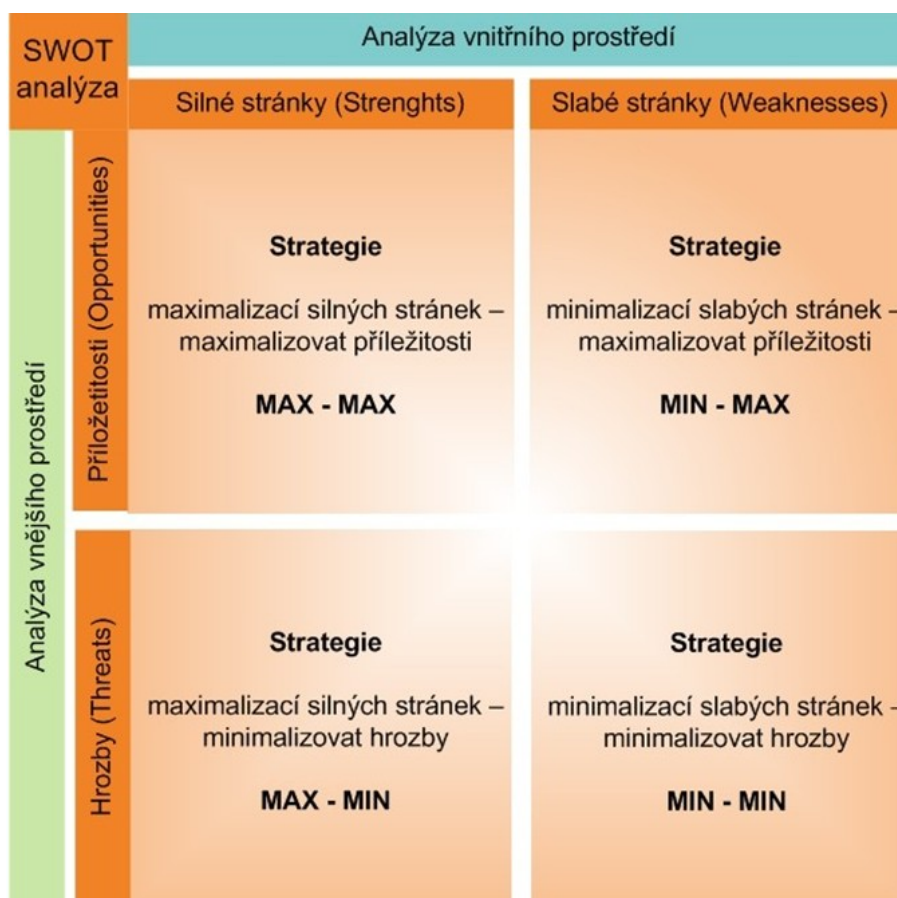 SWOT
analýza
Analýza vnitřního prostředí
Silné stránky (Strenghts)
Slabé stránky (Weaknesses)
Analýza vnějšího prostředí
Příložetitosti (Opportunities)
Strategie
maximalizací silných stránek –
maximalizovat příležitosti
MAX - MAX
Strategie
minimalizací slabých stránek –
maximalizovat příležitosti
MIN - MAX
Hrozby (Threats)
Strategie
maximalizací silných stránek –
minimalizovat hrozby
MAX - MIN
Strategie
minimalizací slabých stránek –
minimalizovat hrozby
MIN - MIN